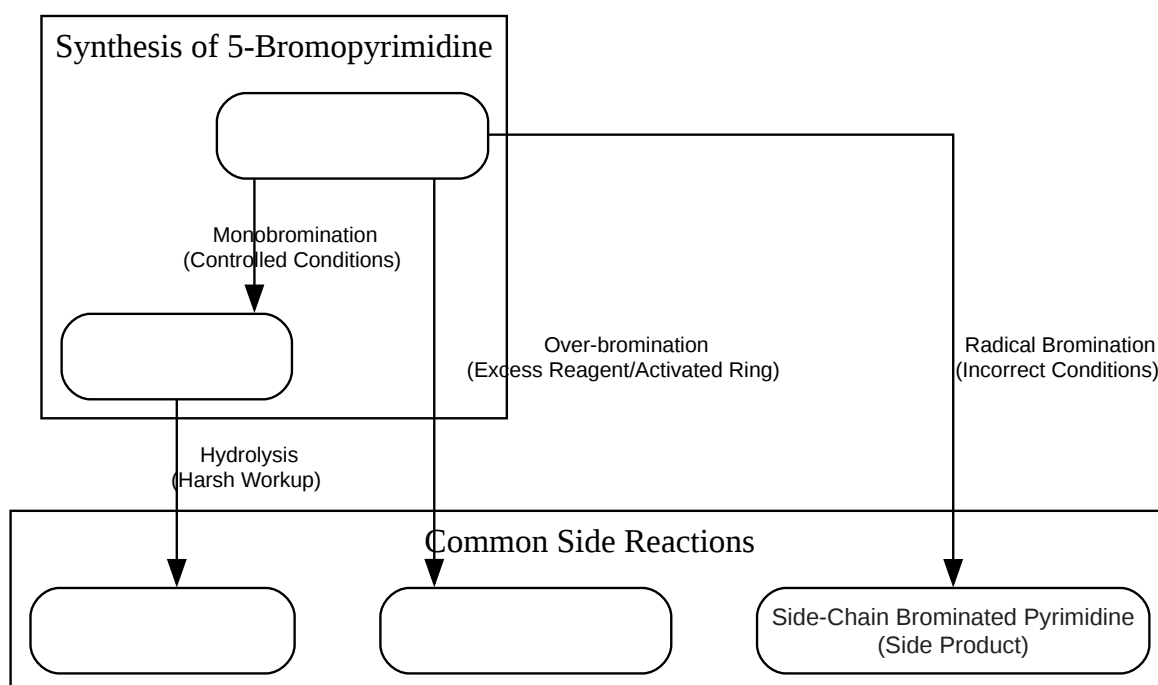 Synthesis of 5-Bromopyrimidine
Monobromination
(Controlled Conditions)
Over-bromination
(Excess Reagent/Activated Ring)
Radical Bromination
(Incorrect Conditions)
Hydrolysis
(Harsh Workup)
Common Side Reactions
Side-Chain Brominated Pyrimidine
(Side Product)